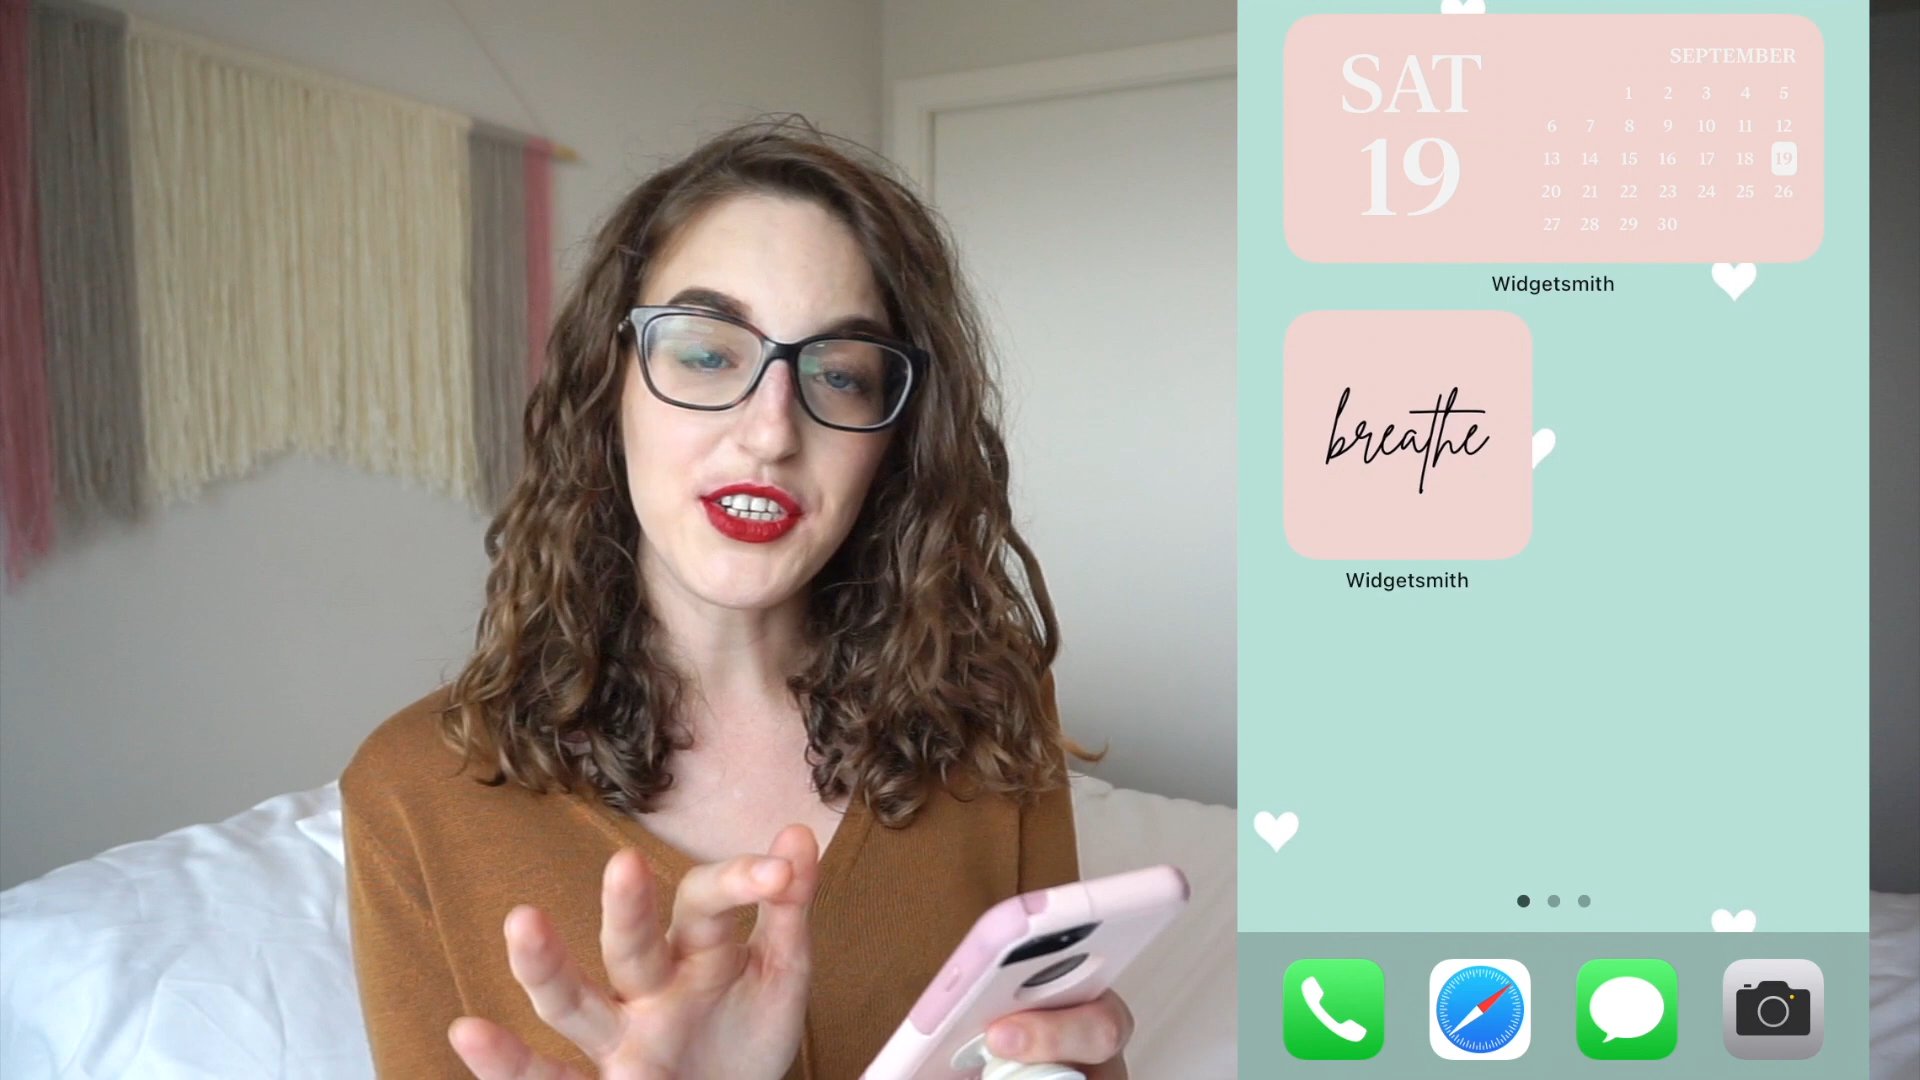 SAT
19
SEPTEMBER
1 2 3 4 5
6 7 8 9 10 11 12
13 14 15 16 17 18 19
20 21 22 23 24 25 26
27 28 29 30
Widgetsmith
breathe
Widgetsmith